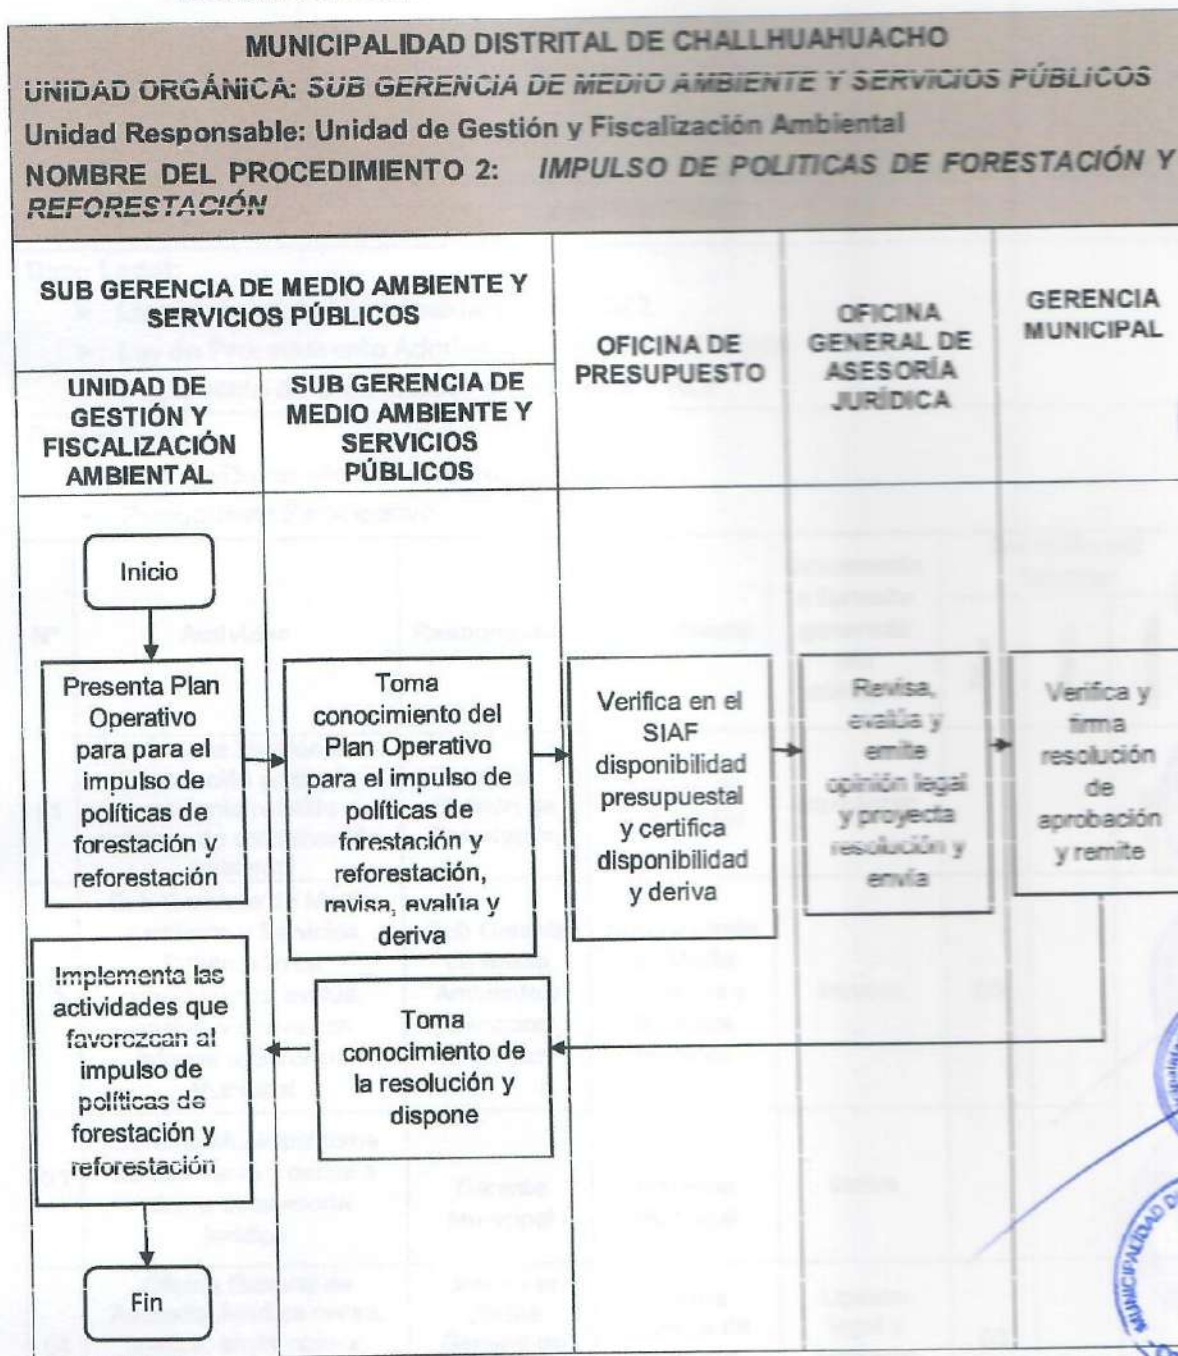 MUNICIPALIDAD DISTRITAL DE CHALLHUAHUACHO
UNIDAD ORGÁNICA: SUB GERENCIA DE MEDIO AMBIENTE Y SERVICIOS PÚBLICOS
Unidad Responsable: Unidad de Gestión y Fiscalización Ambiental
NOMBRE DEL PROCEDIMIENTO 2: IMPULSO DE POLITICAS DE FORESTACIÓN Y
REFORESTACIÓN
SUB GERENCIA DE MEDIO AMBIENTE Y
SERVICIOS PÚBLICOS
UNIDAD DE
GESTIÓN Y
FISCALIZACIÓN
AMBIENTAL
SUB GERENCIA DE
MEDIO AMBIENTE Y
SERVICIOS
PÚBLICOS
OFICINA DE
PRESUPUESTO
OFICINA
GENERAL DE
ASESORÍA
JURÍDICA
GERENCIA
MUNICIPAL
Inicio
Presenta Plan
Operativo
para para el
impulso de
políticas de
forestación y
reforestación
Toma
conocimiento del
Plan Operativo
para el impulso de
políticas de
forestación y
reforestación,
revisa, evalúa y
deriva
Verifica en el
SIAF
disponibilidad
presupuestal
y certifica
disponibilidad
y deriva
Revisa,
evalúa y
emite
opinión legal
y proyecta
resolución y
envía
Verifica y
firma
resolución
de
aprobación
y remite
Toma
conocimiento de
la resolución y
dispone
Implementa las
actividades que
favorezcan al
impulso de
políticas de
forestación y
reforestación
Fin
MUNICIPALIDAD